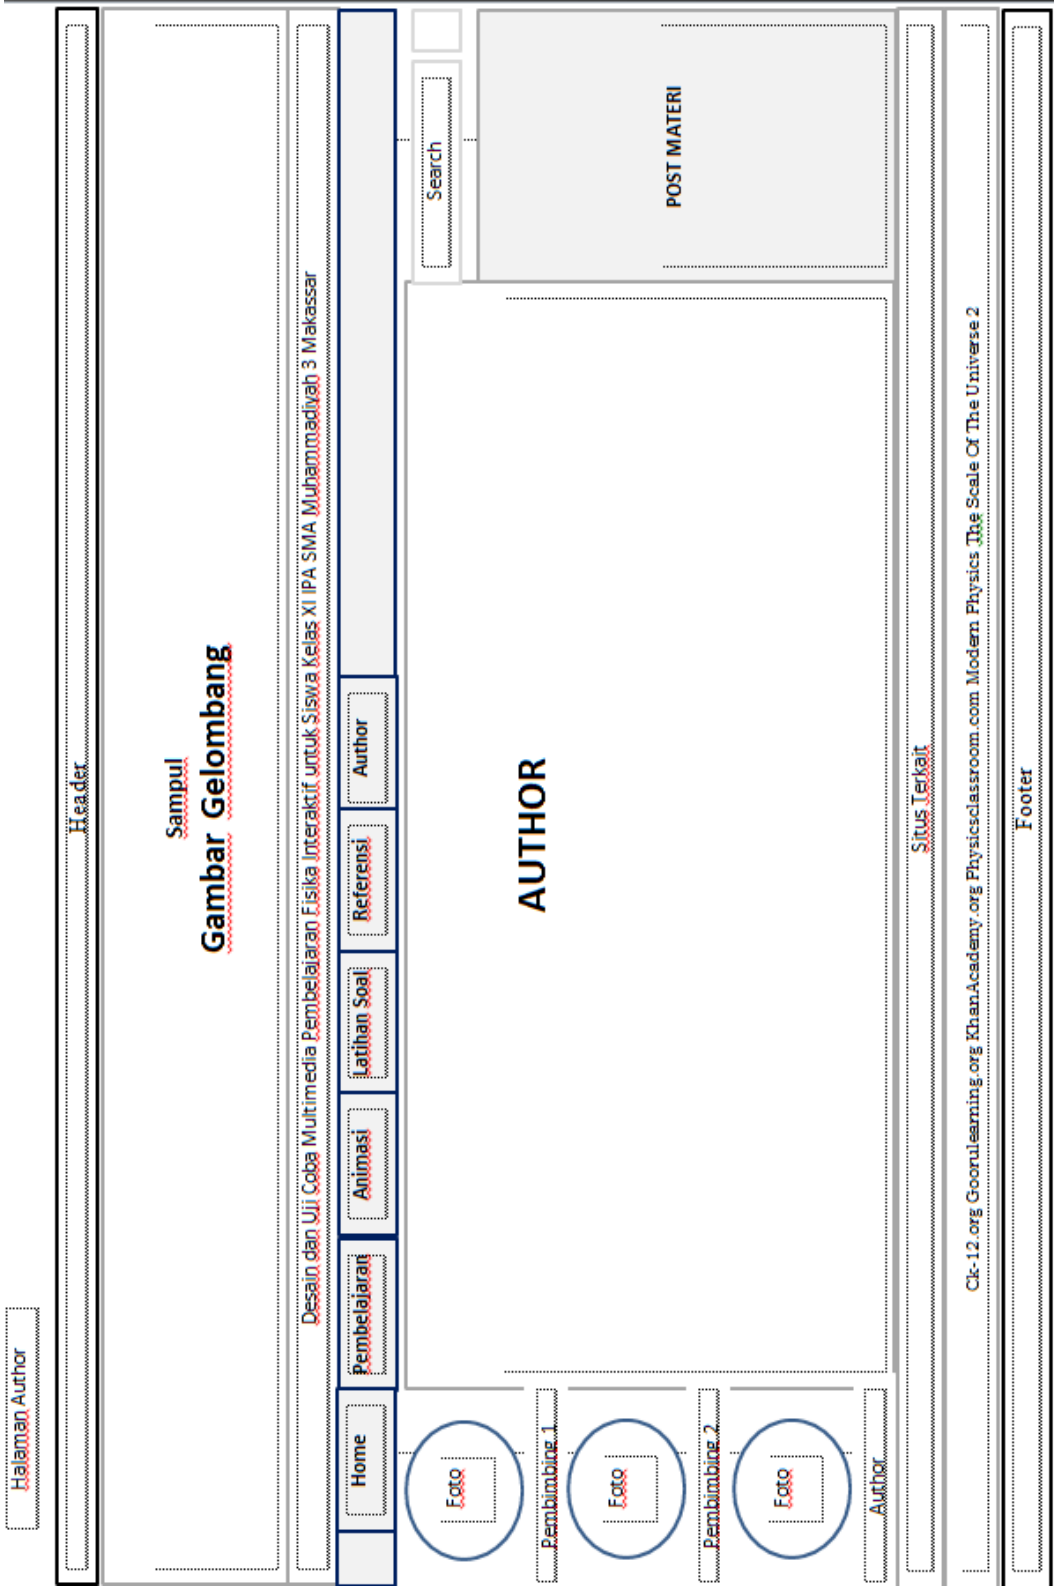 Halaman Author
Header
Sampul
Gambar Gelombang
Desain dan Uji Coba Multimedia Pembelajaran Fisika Interaktif untuk Siswa Kelas XI IPA SMA Muhammadiyah 3 Makassar
Home
Pembelajaran
Animasi
Latihan Soal
Referensi
Author
Foto
Pembimbing 1
Foto
Pembimbing 2
Foto
Author
AUTHOR
Search
POST MATERI
Situs Terkait
Ck-12.org Goorulearning.org KhanAcademy.org Physicsclassroom.com Modern Physics The Scale Of The Universe 2
Footer